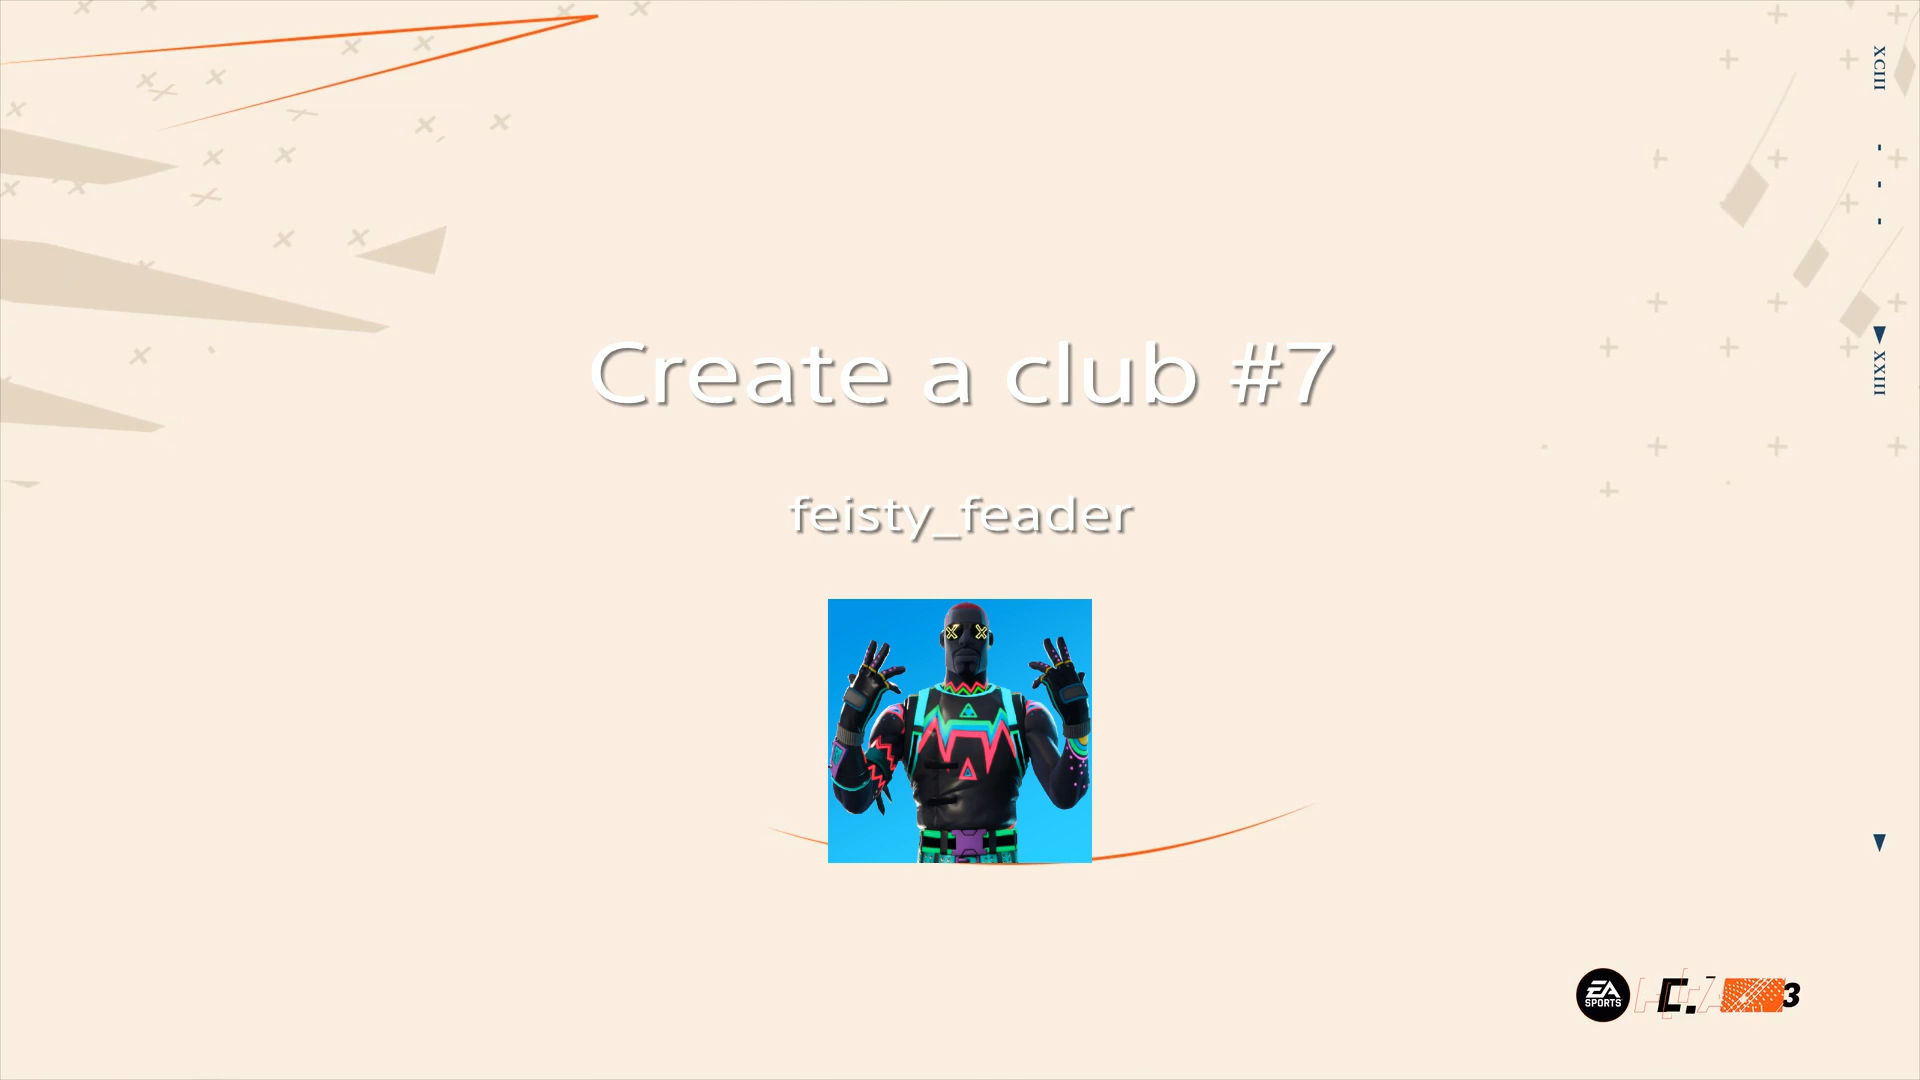 XCIII
XXIII
Create a club #7
feisty_feader
EA
SPORTS